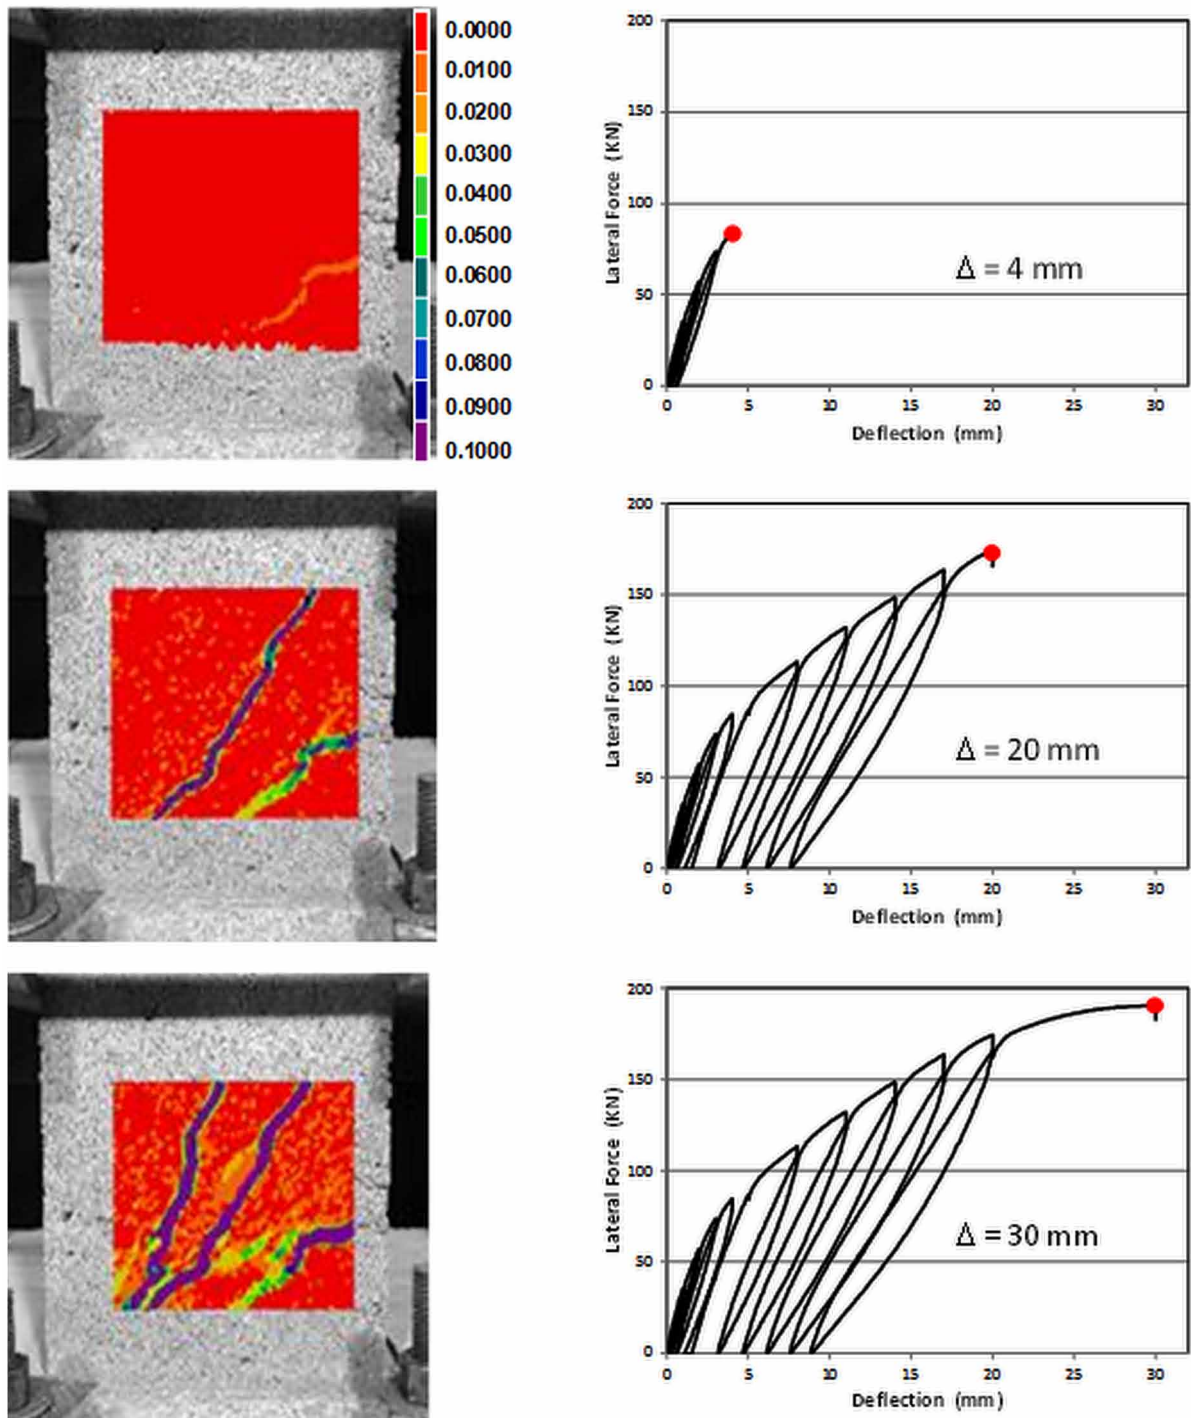 0.0000
0.0100
0.0200
0.0300
0.0400
0.0500
0.0600
0.0700
0.0800
0.0900
0.1000
200
150
100
50
0
Lateral Force (KN)
Δ = 4 mm
0 5 10 15 20 25 30
Deflection (mm)
200
150
100
50
0
Lateral Force (KN)
Δ = 20 mm
0 5 10 15 20 25 30
Deflection (mm)
200
150
100
50
0
Lateral Force (KN)
Δ = 30 mm
0 5 10 15 20 25 30
Deflection (mm)